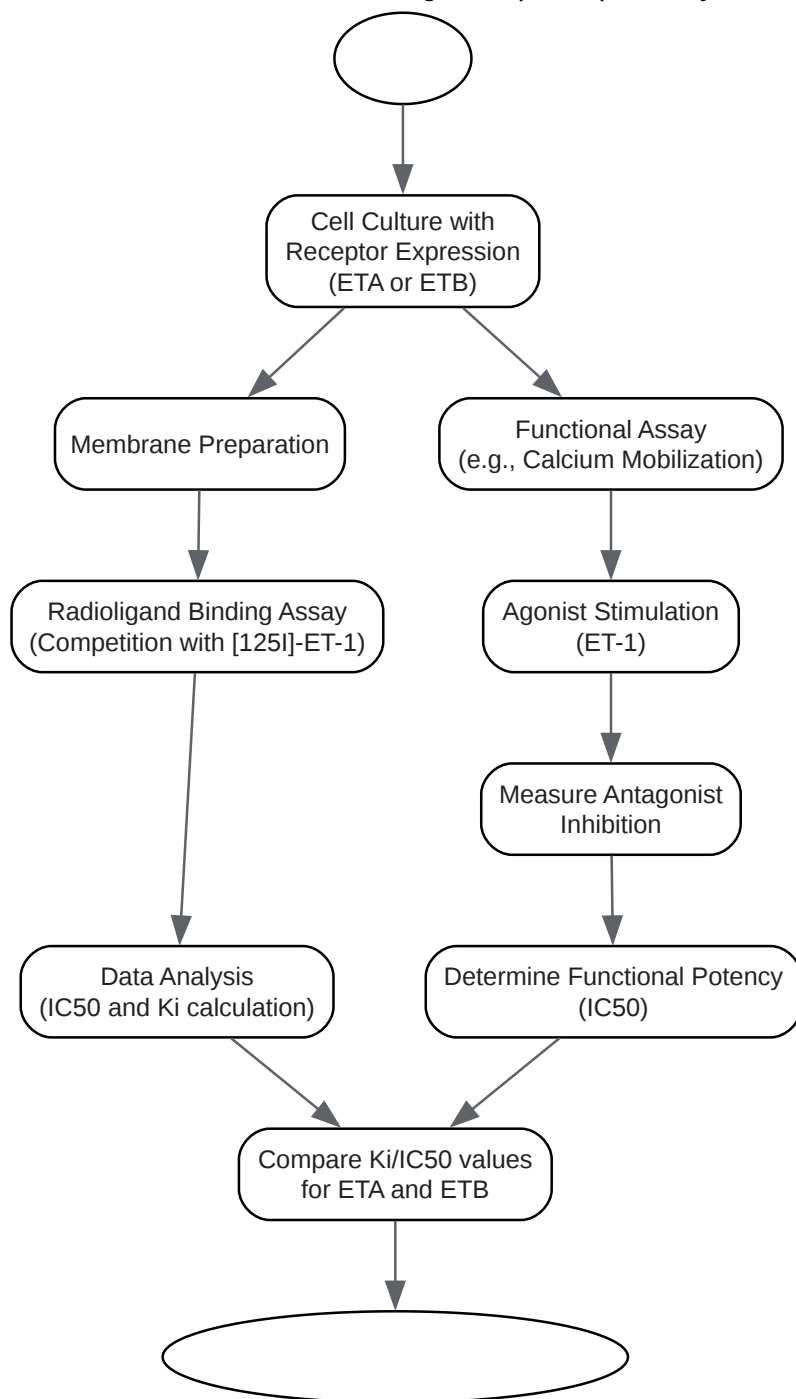 Cell Culture with
Receptor Expression
(ETA or ETB)
Membrane Preparation
Functional Assay
(e.g., Calcium Mobilization)
Radioligand Binding Assay
(Competition with [125I]-ET-1)
Agonist Stimulation
(ET-1)
Measure Antagonist
Inhibition
Data Analysis
(IC50 and Ki calculation)
Determine Functional Potency
(IC50)
Compare Ki/IC50 values
for ETA and ETB